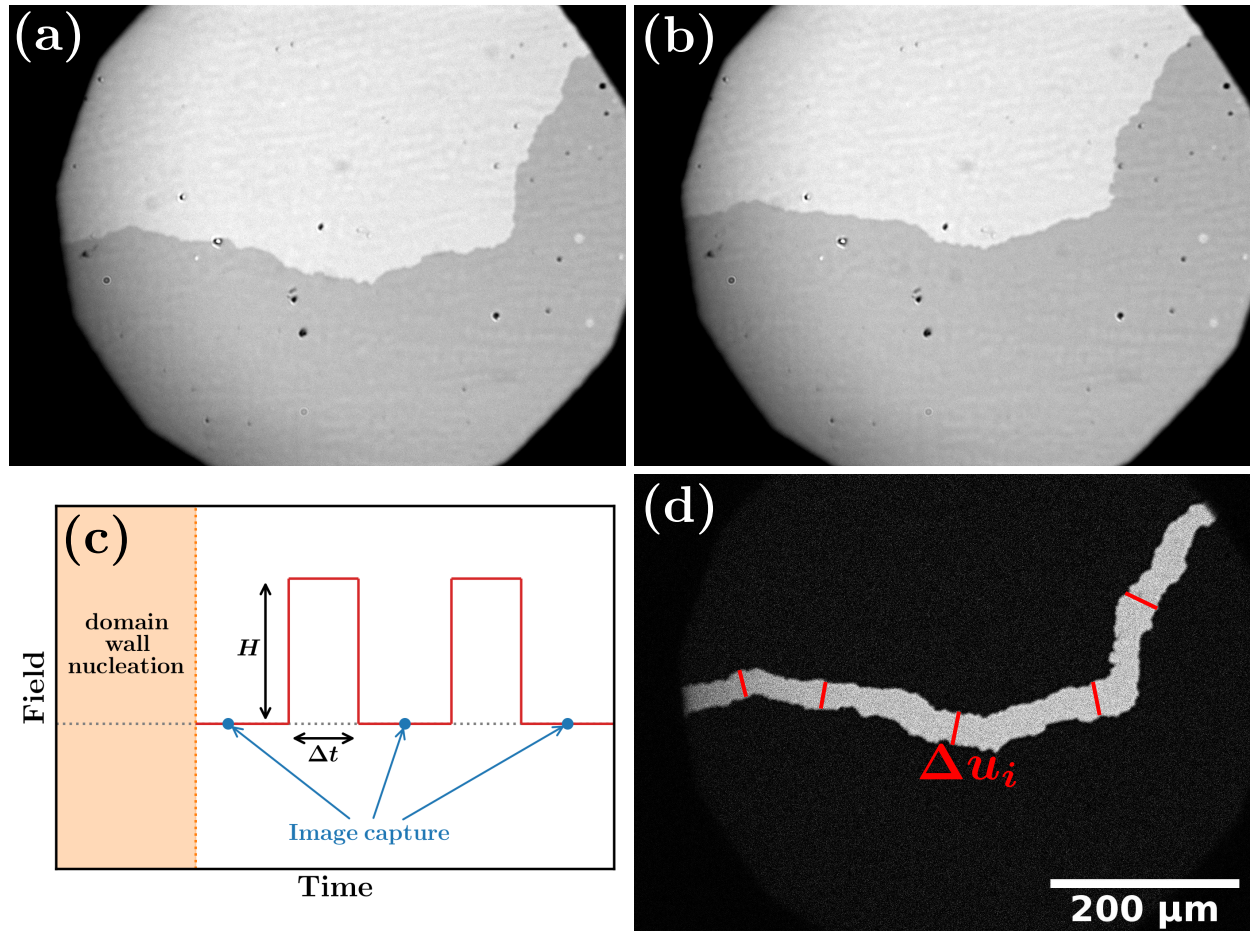 (a)
(b)
(c)
domain
wall
nucleation
H
Δt
Image capture
Field
Time
(d)
Δu_i
200 µm